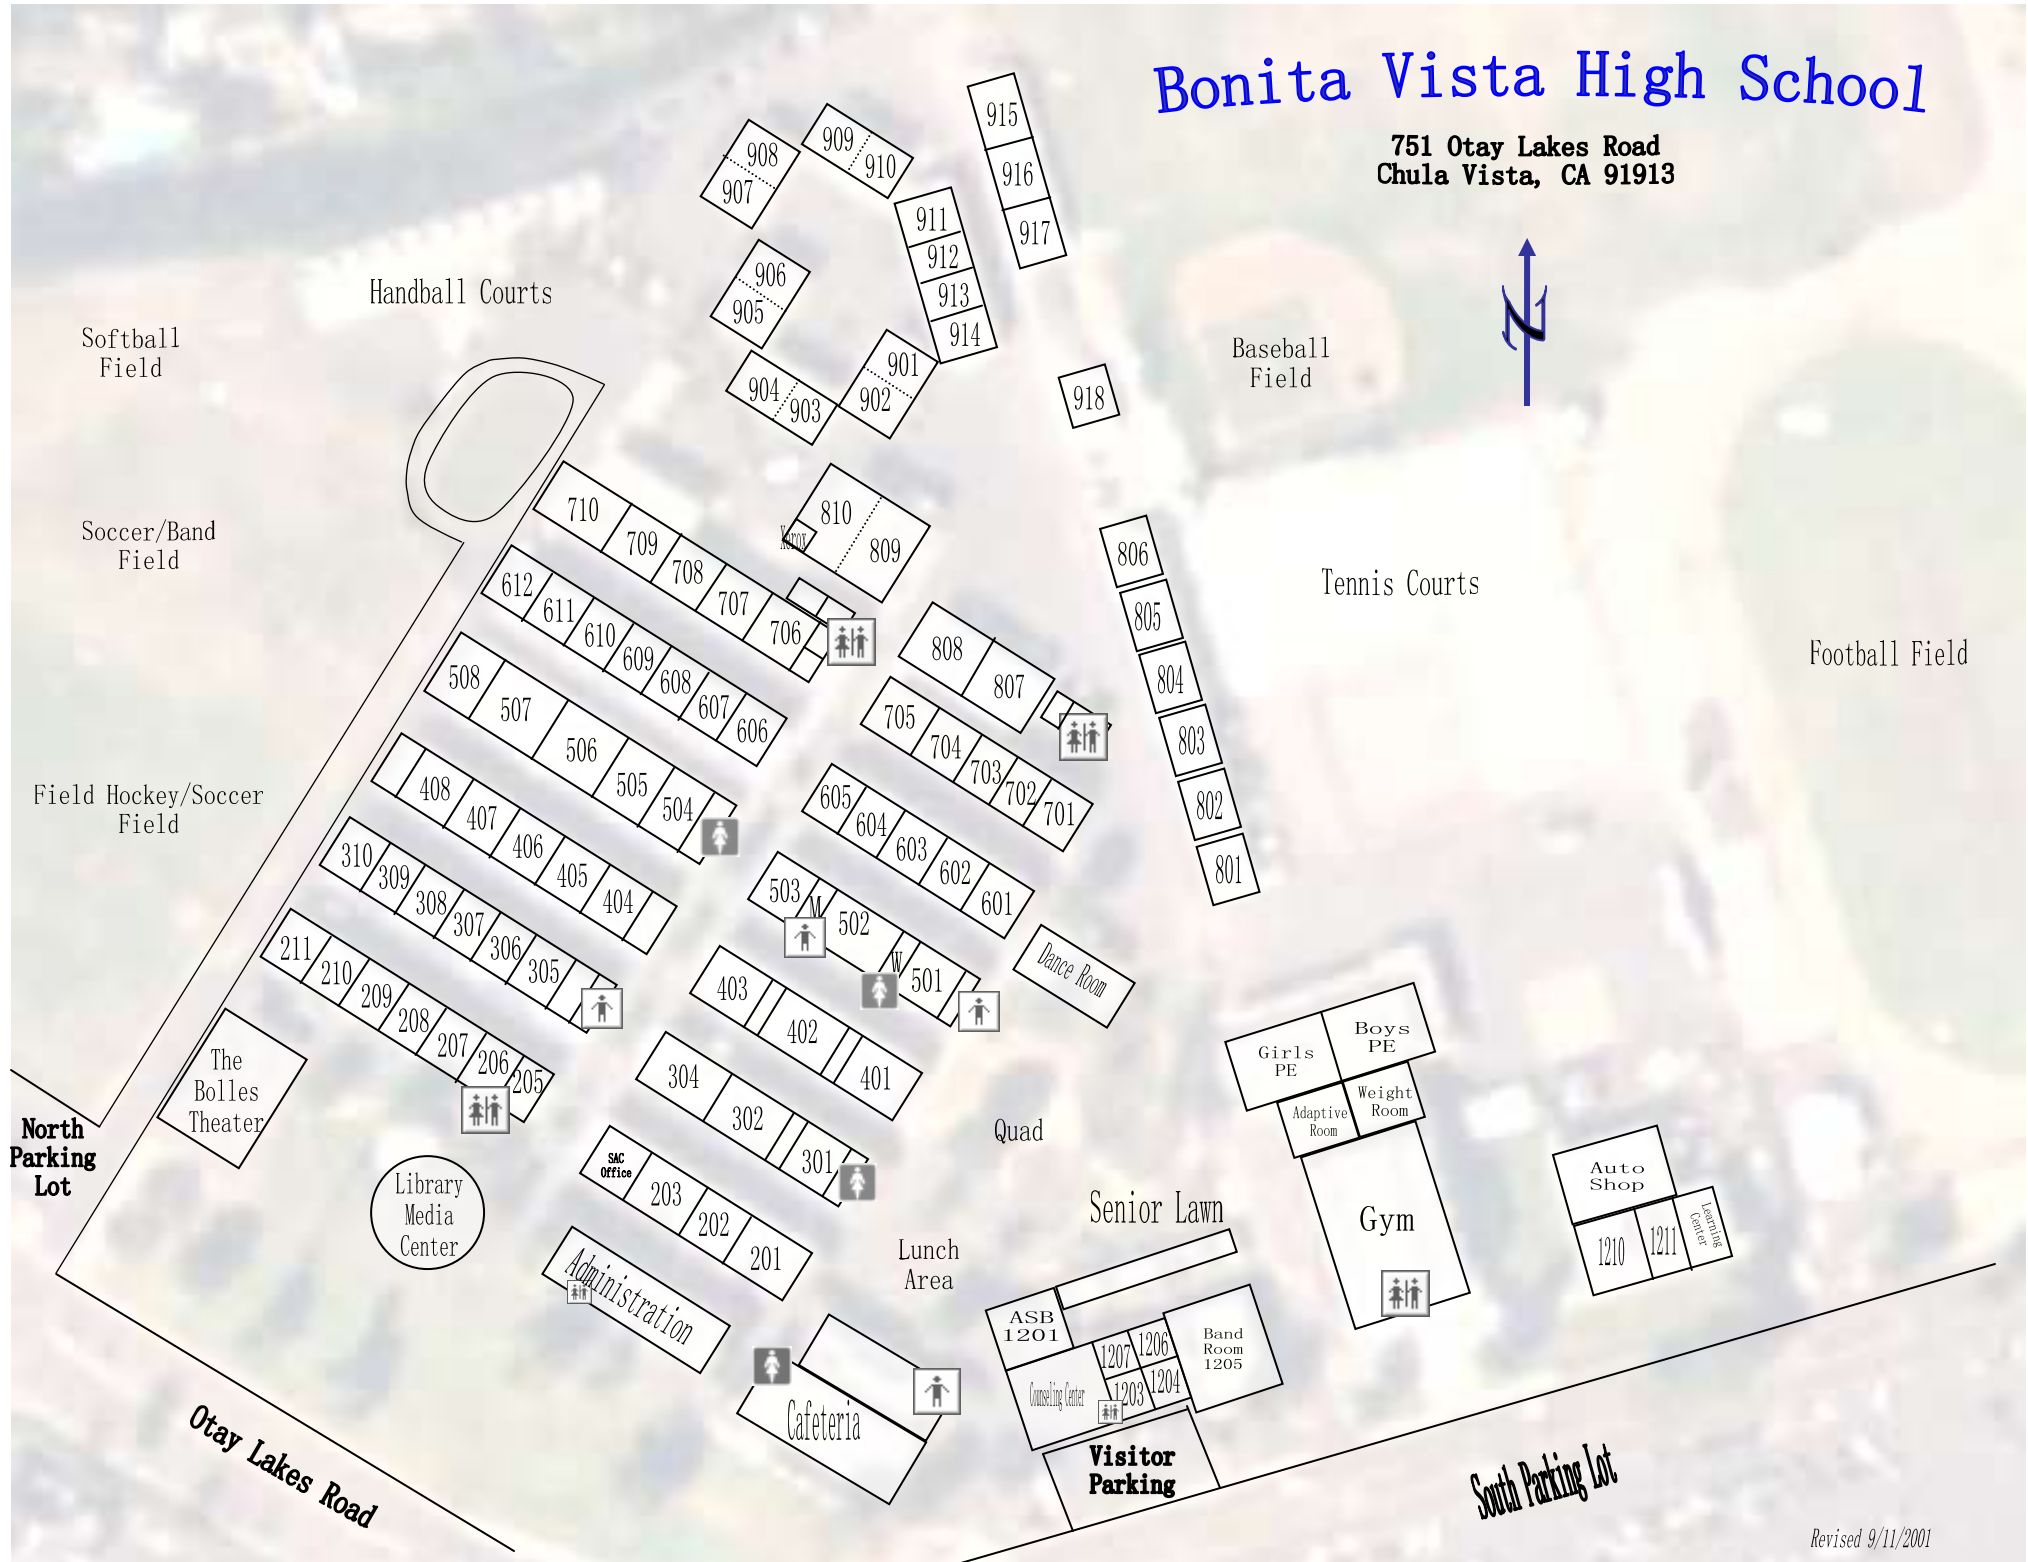 Bonita Vista High School
751 Otay Lakes Road
Chula Vista, CA 91913
N
915
916
917
909
910
908
907
911
912
913
914
906
905
901
902
904
903
918
Handball Courts
Softball
Field
Baseball
Field
Soccer/Band
Field
Tennis Courts
Football Field
Field Hockey/Soccer
Field
810
809
Xerox
710
709
708
707
706
612
611
610
609
608
607
606
808
807
806
805
804
803
802
801
705
704
703
702
701
508
507
506
505
504
605
604
603
602
601
408
407
406
405
404
503
M
502
W
501
Dance Room
310
309
308
307
306
305
403
402
401
211
210
209
208
207
206
205
304
302
301
The
Bolles
Theater
North
Parking
Lot
Library
Media
Center
SAC
Office
203
202
201
Administration
Quad
Senior Lawn
Lunch
Area
Girls
PE
Boys
PE
Adaptive
Room
Weight
Room
Gym
Auto
Shop
1210
1211
Learning
Center
ASB
1201
Counseling Center
1207
1206
1203
1204
Band
Room
1205
Cafeteria
Visitor
Parking
Otay Lakes Road
South Parking Lot
Revised 9/11/2001